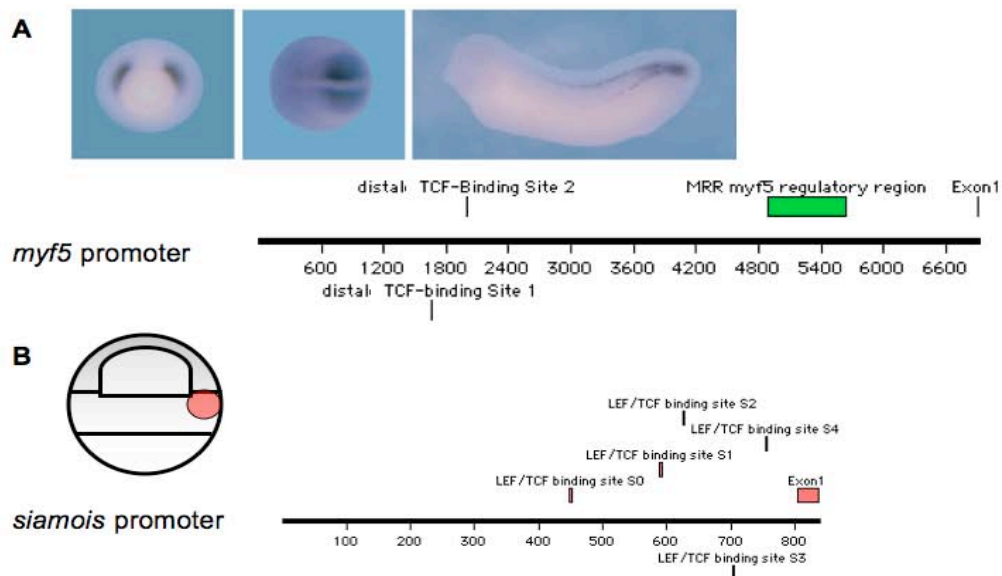 A
distal TCF-Binding Site 2
MRR myf5 regulatory region
Exon1
myf5 promoter
600 1200 1800 2400 3000 3600 4200 4800 5400 6000 6600
distal TCF-binding Site 1
B
LEF/TCF binding site S2
LEF/TCF binding site S4
LEF/TCF binding site S1
LEF/TCF binding site S0
Exon1
siamois promoter
100 200 300 400 500 600 700 800
LEF/TCF binding site S3